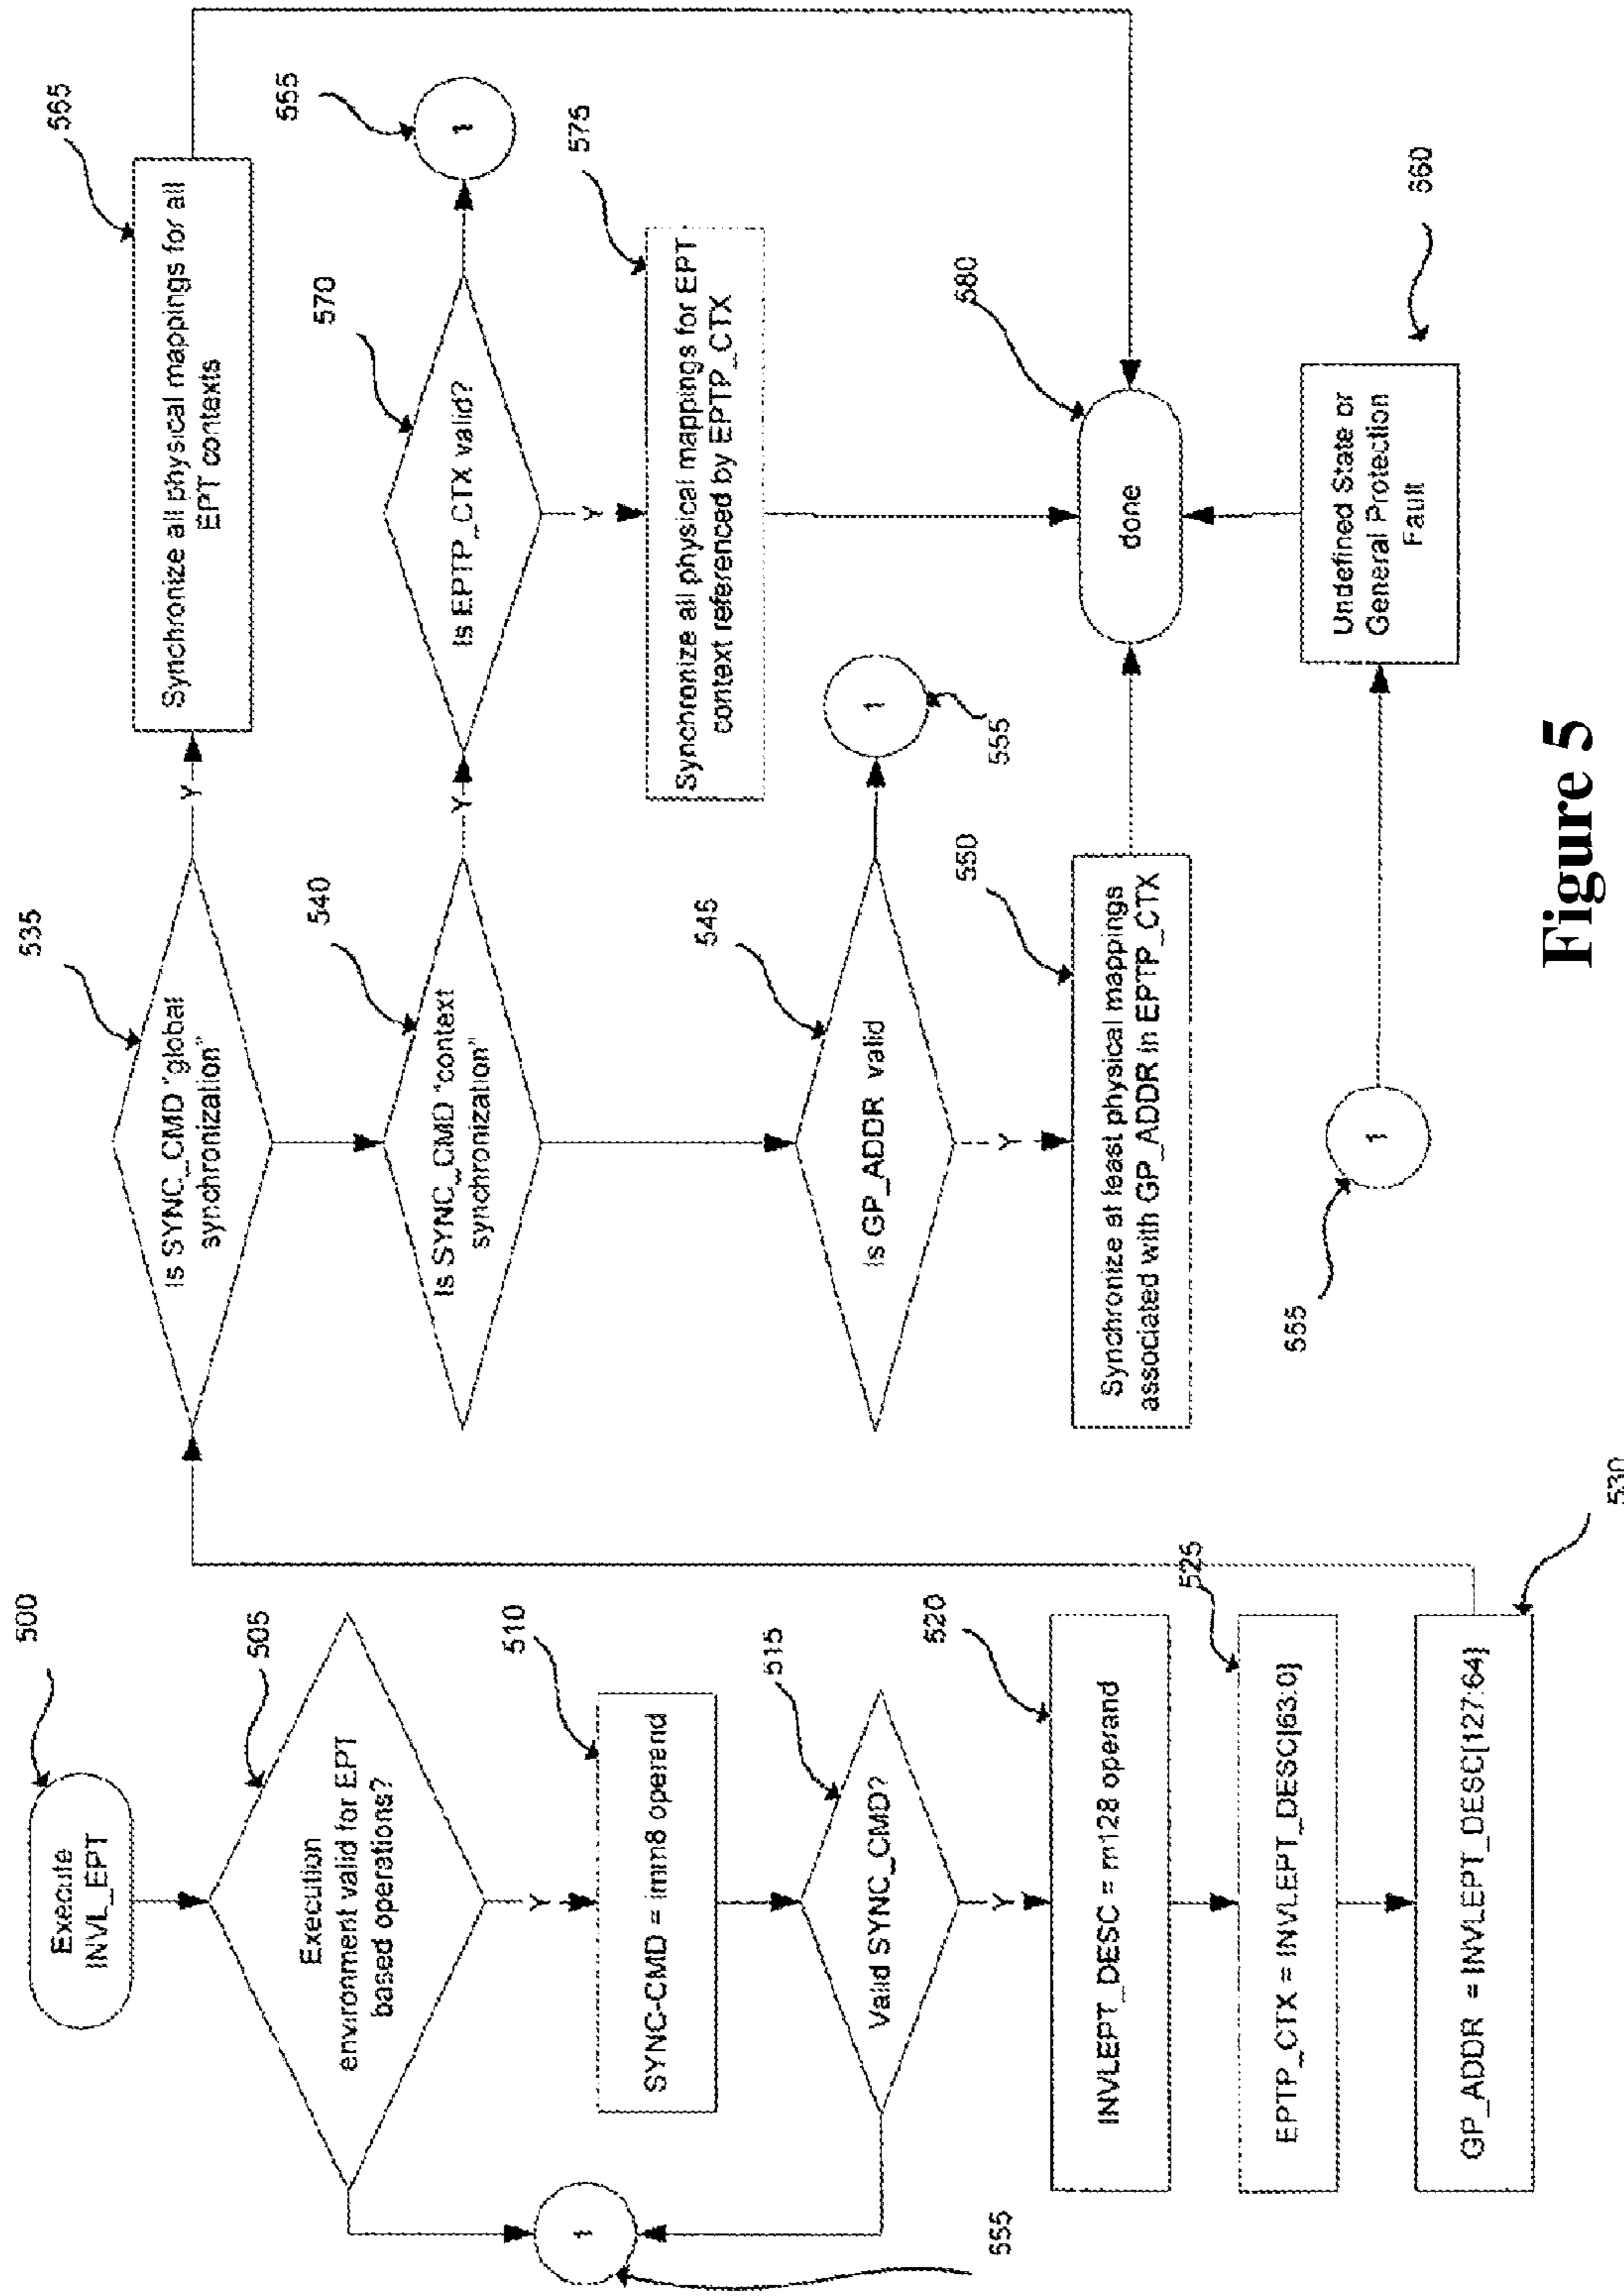 500
Execute
INVL_EPT
505
Execution
environment valid for EPT
based operations?
Y
510
SYNC-CMD = imm8 operend
515
Valid SYNC_CMD?
Y
520
INVLEPT_DESC = m128 operand
525
EPTP_CTX = INVLEPT_DESC[63:0]
GP_ADDR = INVLEPT_DESC[127:64]
530
1
555
535
Is SYNC_CMD "global
synchronization"
Y
565
Synchronize all physical mappings for all
EPT contexts
540
Is SYNC_CMD "context
synchronization"
Y
570
Is EPTP_CTX valid?
Y
1
555
575
Synchronize all physical mappings for EPT
context referenced by EPTP_CTX
545
Is GP_ADDR valid
Y
1
555
550
Synchronize at least physical mappings
associated with GP_ADDR in EPTP_CTX
580
done
555
1
Undefined State or
General Protection
Fault
560
Figure 5